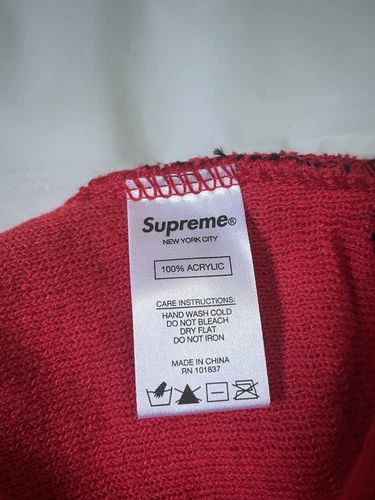 Supreme®
NEW YORK CITY
100% ACRYLIC
CARE INSTRUCTIONS:
HAND WASH COLD
DO NOT BLEACH
DRY FLAT
DO NOT IRON
MADE IN CHINA
RN 101837